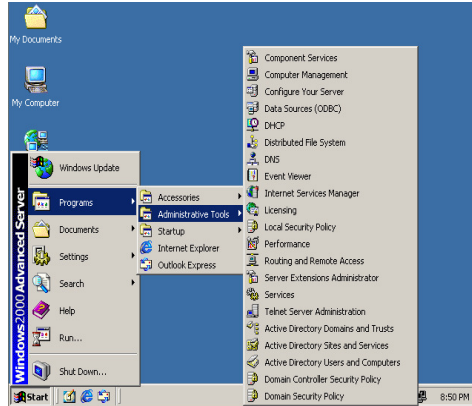 My Documents
My Computer
Windows2000 Advanced Server
Windows Update
Programs
Documents
Settings
Search
Help
Run...
Shut Down...
Accessories
Administrative Tools
Startup
Internet Explorer
Outlook Express
Component Services
Computer Management
Configure Your Server
Data Sources (ODBC)
DHCP
Distributed File System
DNS
Event Viewer
Internet Services Manager
Licensing
Local Security Policy
Performance
Routing and Remote Access
Server Extensions Administrator
Services
Telnet Server Administration
Active Directory Domains and Trusts
Active Directory Sites and Services
Active Directory Users and Computers
Domain Controller Security Policy
Domain Security Policy
Start
8:50 PM